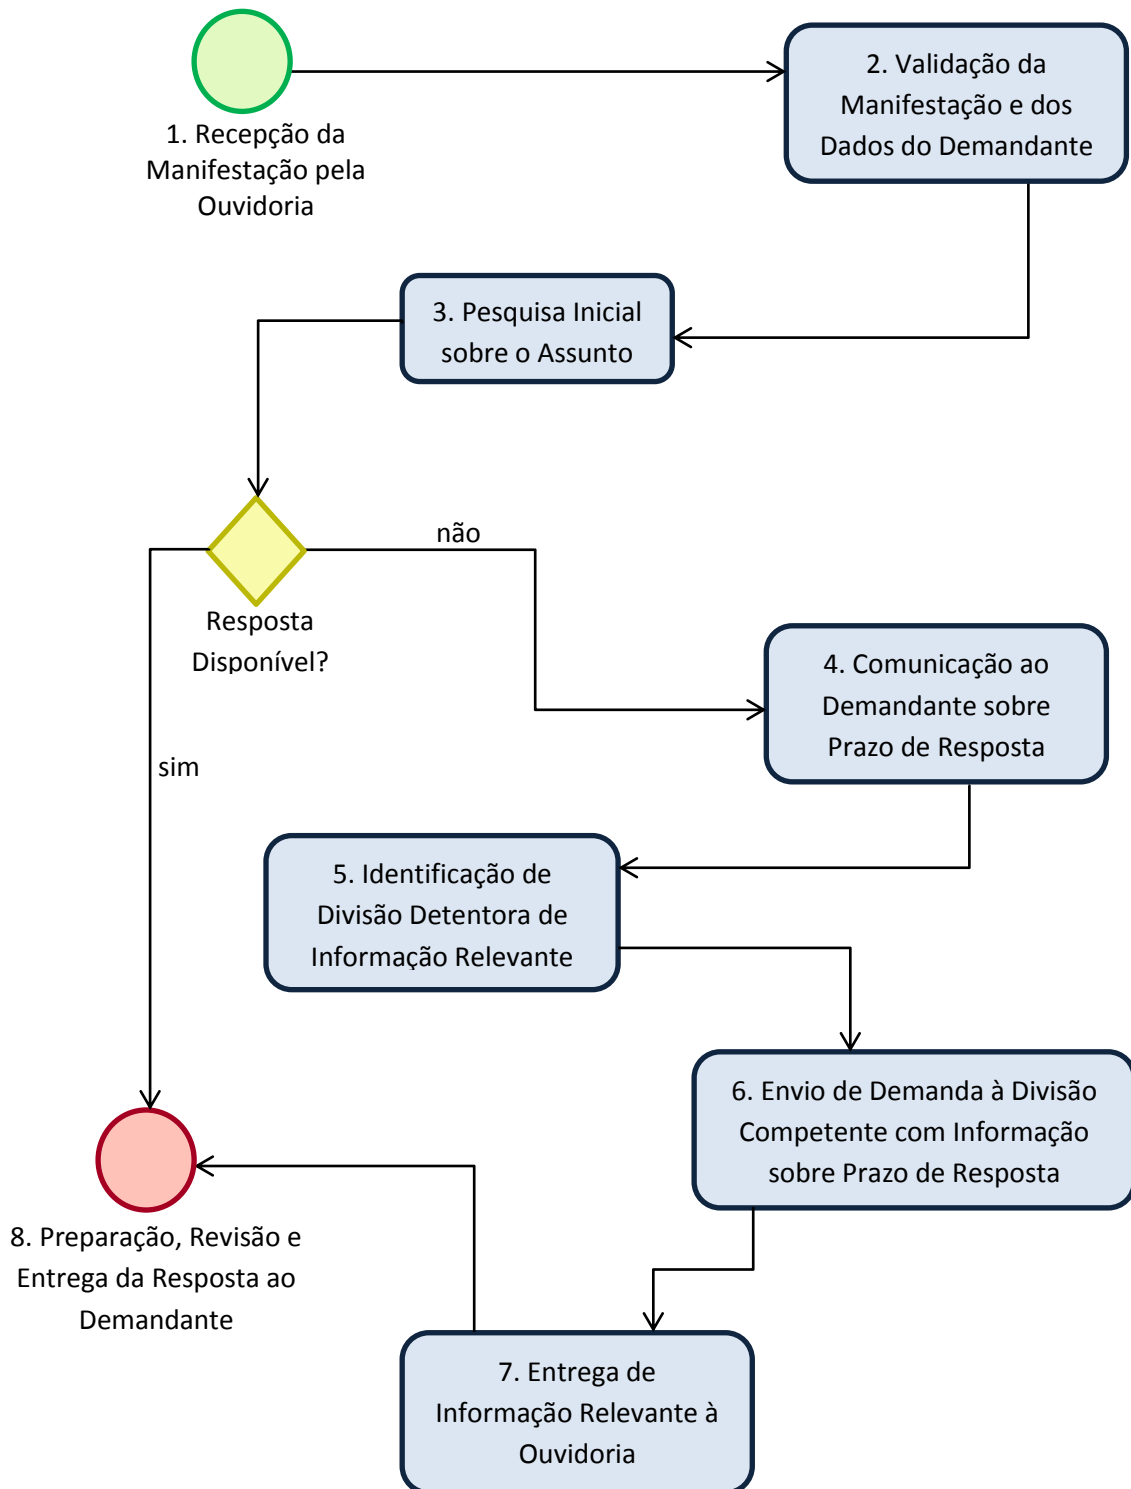 1. Recepção da
Manifestação pela
Ouvidoria
2. Validação da
Manifestação e dos
Dados do Demandante
3. Pesquisa Inicial
sobre o Assunto
não
Resposta
Disponível?
sim
4. Comunicação ao
Demandante sobre
Prazo de Resposta
5. Identificação de
Divisão Detentora de
Informação Relevante
6. Envio de Demanda à Divisão
Competente com Informação
sobre Prazo de Resposta
7. Entrega de
Informação Relevante à
Ouvidoria
8. Preparação, Revisão e
Entrega da Resposta ao
Demandante